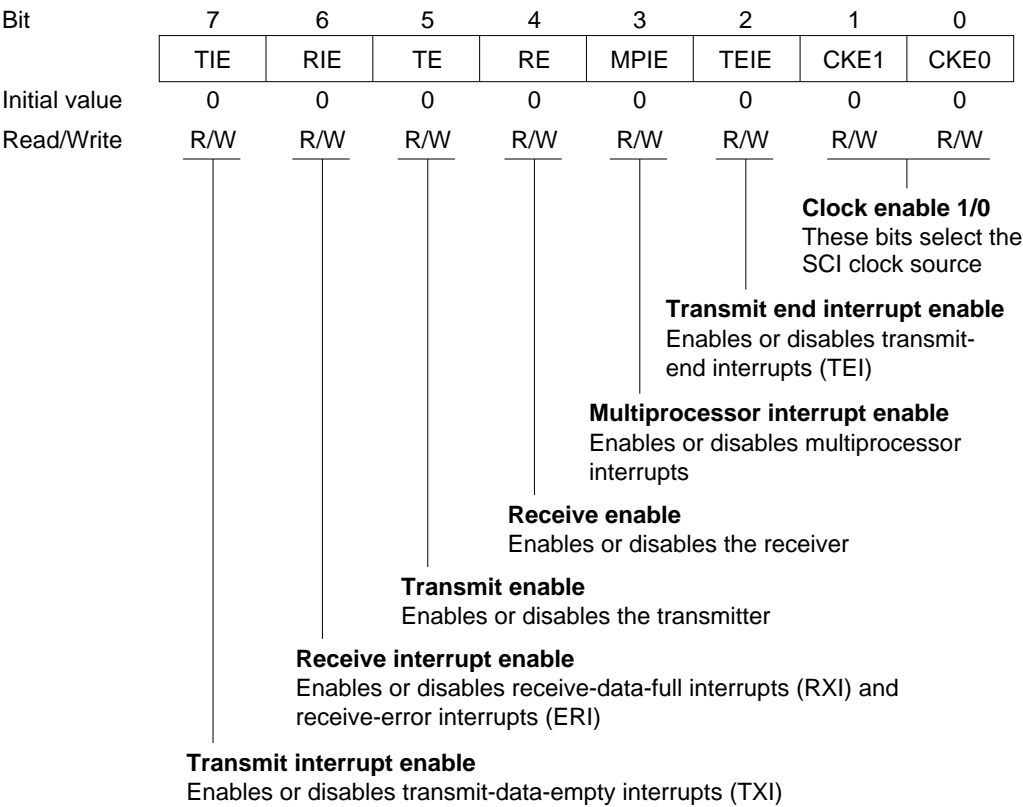 Bit 7 6 5 4 3 2 1 0
TIE RIE TE RE MPIE TEIE CKE1 CKE0
Initial value 0 0 0 0 0 0 0 0
Read/Write R/W R/W R/W R/W R/W R/W R/W R/W
Clock enable 1/0
These bits select the
SCI clock source
Transmit end interrupt enable
Enables or disables transmit-
end interrupts (TEI)
Multiprocessor interrupt enable
Enables or disables multiprocessor
interrupts
Receive enable
Enables or disables the receiver
Transmit enable
Enables or disables the transmitter
Receive interrupt enable
Enables or disables receive-data-full interrupts (RXI) and
receive-error interrupts (ERI)
Transmit interrupt enable
Enables or disables transmit-data-empty interrupts (TXI)